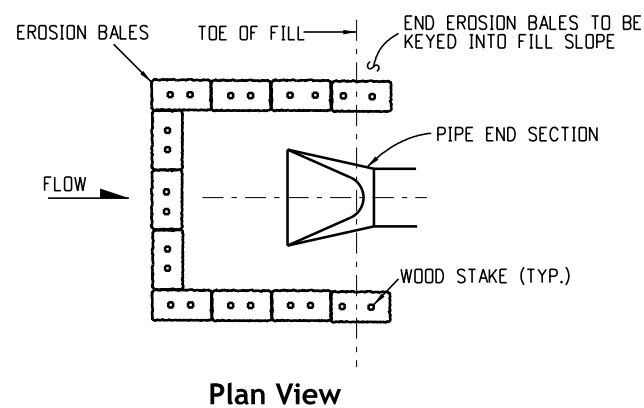 EROSION BALES
TOE OF FILL
END EROSION BALES TO BE
KEYED INTO FILL SLOPE
PIPE END SECTION
FLOW
WOOD STAKE (TYP.)
Plan View